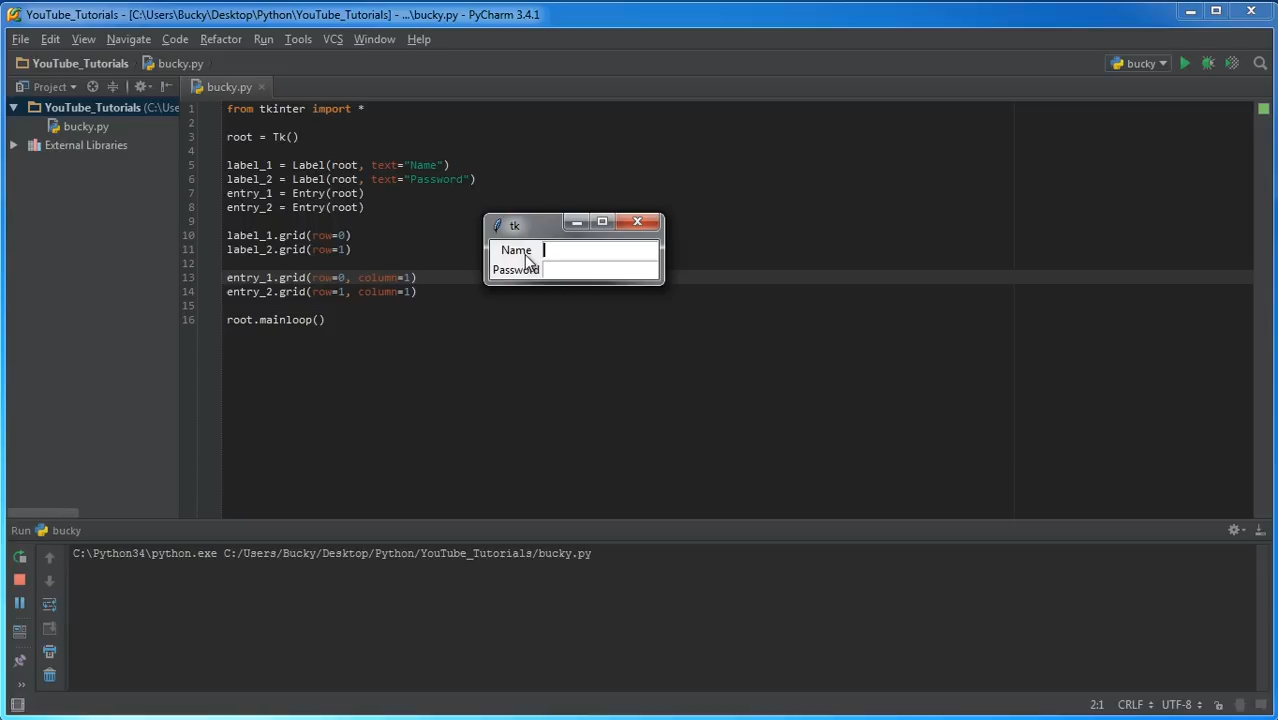 YouTube_Tutorials - [C:\Users\Bucky\Desktop\Python\YouTube_Tutorials] - ...\bucky.py - PyCharm 3.4.1
File Edit View Navigate Code Refactor Run Tools VCS Window Help
YouTube_Tutorials bucky.py bucky
Project bucky.py
YouTube_Tutorials (C:\Use
bucky.py
External Libraries
1 from tkinter import *
2
3 root = Tk()
4
5 label_1 = Label(root, text="Name")
6 label_2 = Label(root, text="Password")
7 entry_1 = Entry(root)
8 entry_2 = Entry(root)
9
10 label_1.grid(row=0)
11 label_2.grid(row=1)
12
13 entry_1.grid(row=0, column=1)
14 entry_2.grid(row=1, column=1)
15
16 root.mainloop()
tk
Name
Password
Run bucky
C:\Python34\python.exe C:/Users/Bucky/Desktop/Python/YouTube_Tutorials/bucky.py
2:1 CRLF UTF-8